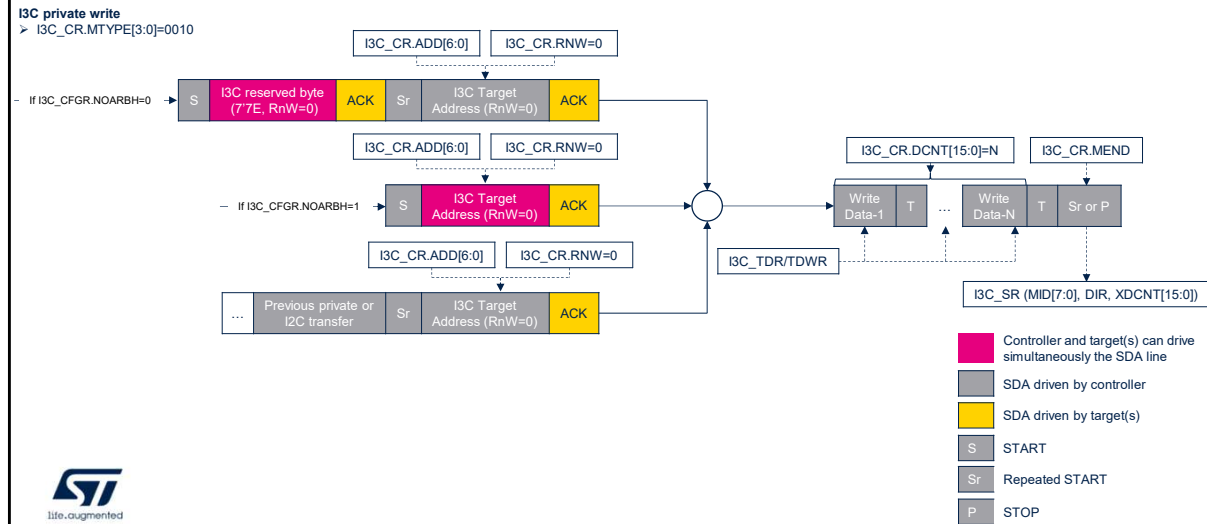 I3C private write
➢ I3C_CR.MTYPE[3:0]=0010
I3C_CR.ADD[6:0]
I3C_CR.RNW=0
If I3C_CFGR.NOARBH=0
S
I3C reserved byte
(7'7E, RnW=0)
ACK
Sr
I3C Target
Address (RnW=0)
ACK
I3C_CR.ADD[6:0]
I3C_CR.RNW=0
If I3C_CFGR.NOARBH=1
S
I3C Target
Address (RnW=0)
ACK
I3C_CR.ADD[6:0]
I3C_CR.RNW=0
...
Previous private or
I2C transfer
Sr
I3C Target
Address (RnW=0)
ACK
I3C_CR.DCNT[15:0]=N
I3C_CR.MEND
Write
Data-1
T
...
Write
Data-N
T
Sr or P
I3C_TDR/TDWR
I3C_SR (MID[7:0], DIR, XDCNT[15:0])
Controller and target(s) can drive
simultaneously the SDA line
SDA driven by controller
SDA driven by target(s)
S
START
Sr
Repeated START
P
STOP
ST
life.augmented